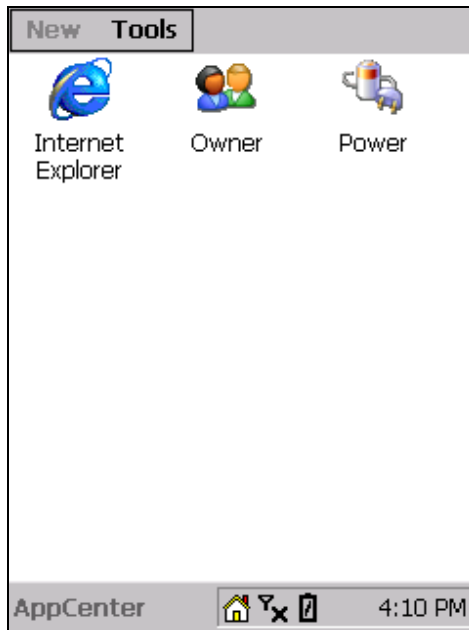 New Tools
Internet Explorer
Owner
Power
AppCenter
4:10 PM